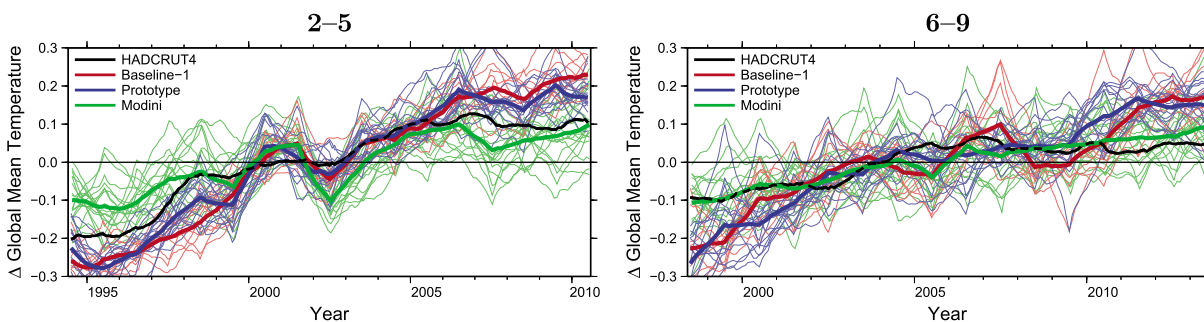 2–5
Δ Global Mean Temperature
0.3
0.2
0.1
0.0
−0.1
−0.2
−0.3
HADCRUT4
Baseline-1
Prototype
Modini
1995
2000
2005
2010
Year
6–9
Δ Global Mean Temperature
0.3
0.2
0.1
0.0
−0.1
−0.2
−0.3
HADCRUT4
Baseline-1
Prototype
Modini
2000
2005
2010
Year